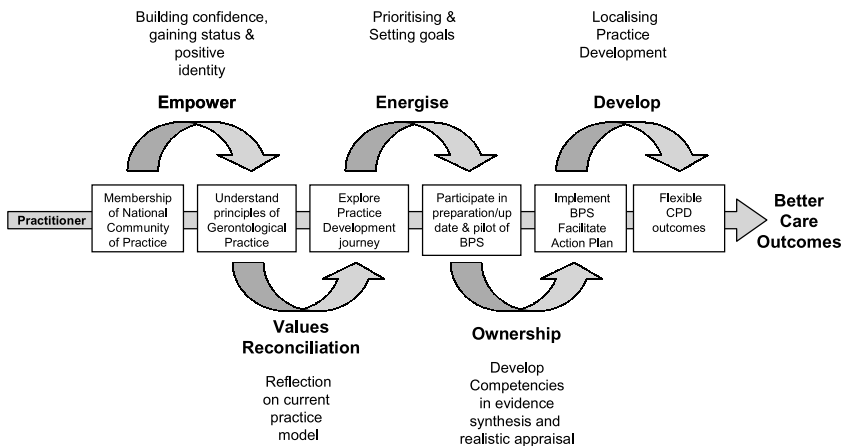 Building confidence,
gaining status &
positive
identity
Empower
Prioritising &
Setting goals
Energise
Localising
Practice
Development
Develop
Practitioner
Membership
of National
Community
of Practice
Understand
principles of
Gerontological
Practice
Explore
Practice
Development
journey
Participate in
preparation/up
date & pilot of
BPS
Implement
BPS
Facilitate
Action Plan
Flexible
CPD
outcomes
Better
Care
Outcomes
Values
Reconciliation
Reflection
on current
practice
model
Ownership
Develop
Competencies
in evidence
synthesis and
realistic appraisal